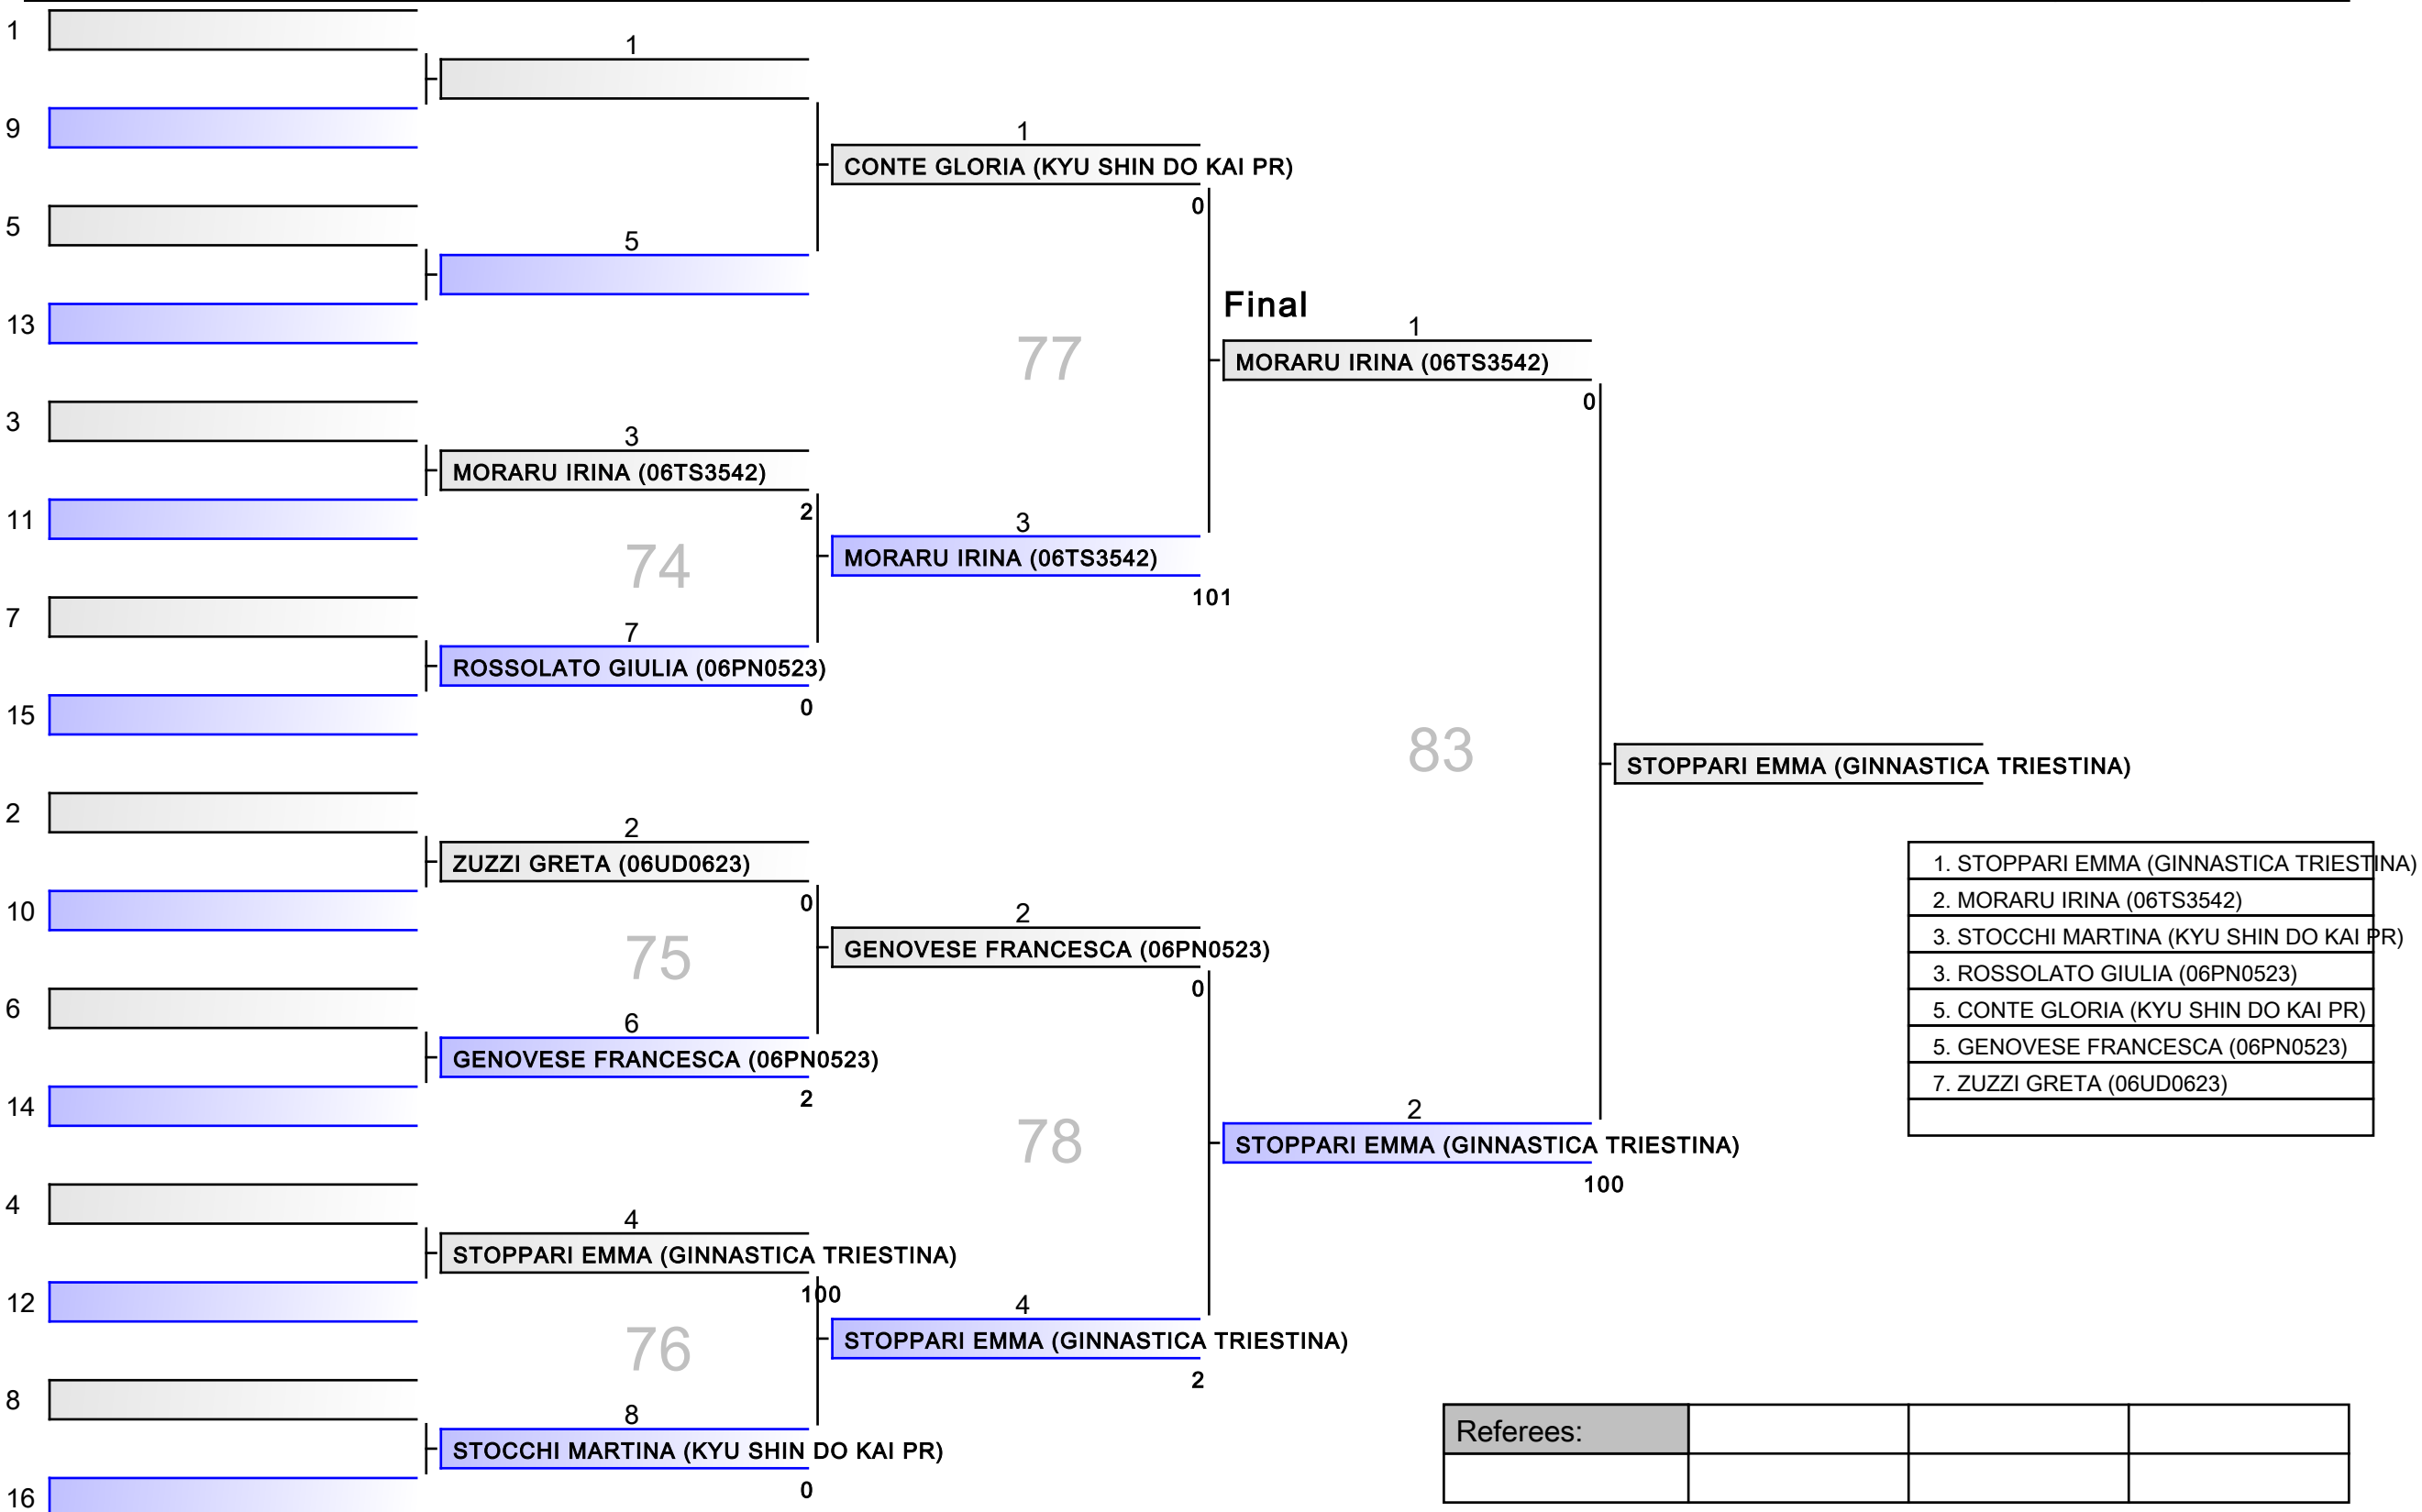 1
9
5
13
3
11
7
15
2
10
6
14
4
12
8
16
1
5
3
MORARU IRINA (06TS3542)
2
74
7
ROSSOLATO GIULIA (06PN0523)
0
2
ZUZZI GRETA (06UD0623)
0
75
6
GENOVESE FRANCESCA (06PN0523)
2
4
STOPPARI EMMA (GINNASTICA TRIESTINA)
100
76
8
STOCCHI MARTINA (KYU SHIN DO KAI PR)
0
1
CONTE GLORIA (KYU SHIN DO KAI PR)
0
77
3
MORARU IRINA (06TS3542)
101
2
GENOVESE FRANCESCA (06PN0523)
0
78
4
STOPPARI EMMA (GINNASTICA TRIESTINA)
2
Final
1
MORARU IRINA (06TS3542)
0
83
2
STOPPARI EMMA (GINNASTICA TRIESTINA)
100
STOPPARI EMMA (GINNASTICA TRIESTINA)
1. STOPPARI EMMA (GINNASTICA TRIESTINA)
2. MORARU IRINA (06TS3542)
3. STOCCHI MARTINA (KYU SHIN DO KAI PR)
3. ROSSOLATO GIULIA (06PN0523)
5. CONTE GLORIA (KYU SHIN DO KAI PR)
5. GENOVESE FRANCESCA (06PN0523)
7. ZUZZI GRETA (06UD0623)
Referees: